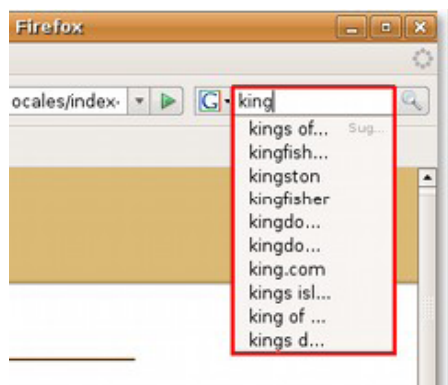 Firefox
ocales/index- G king
kings of... Sug...
kingfish...
kingston
kingfisher
kingdo...
kingdo...
king.com
kings isl...
king of ...
kings d...